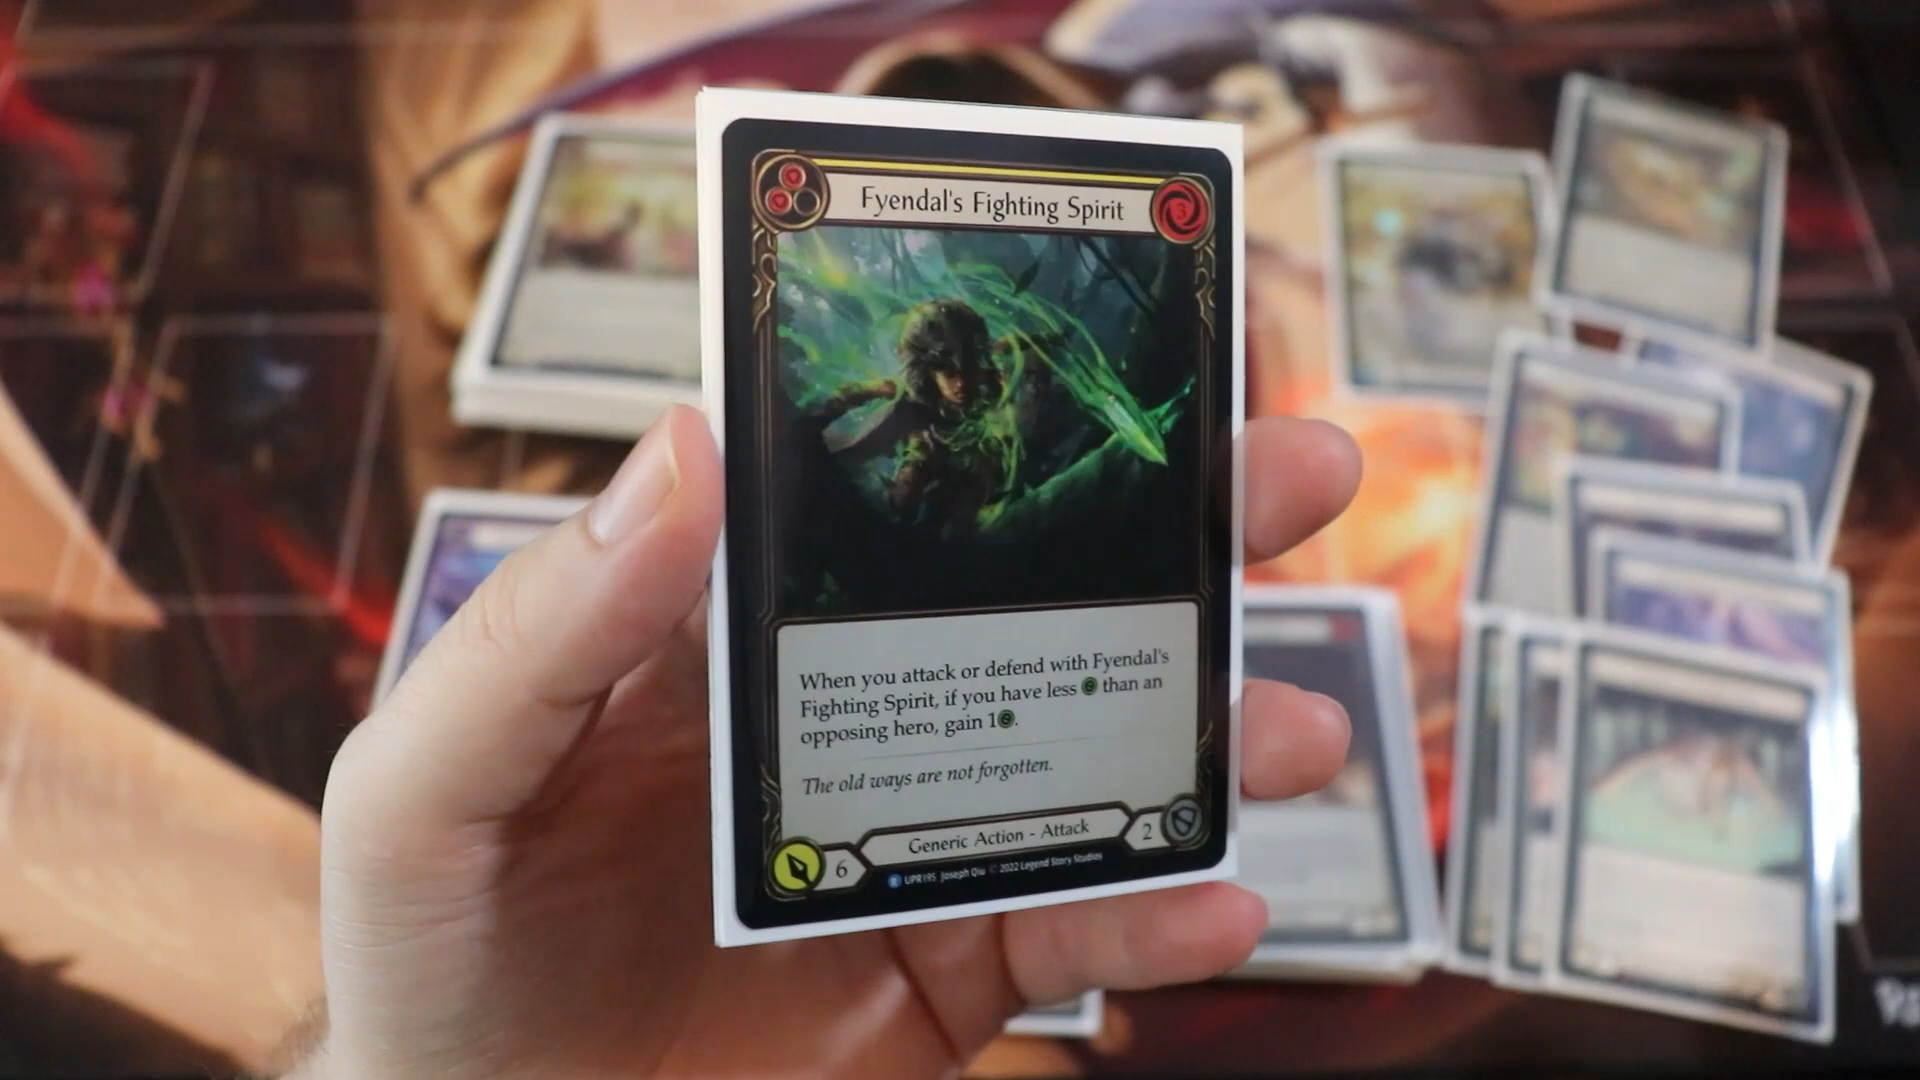 Fyendal's Fighting Spirit
3
When you attack or defend with Fyendal's
Fighting Spirit, if you have less than an
opposing hero, gain 1.
The old ways are not forgotten.
6
Generic Action - Attack
2
R UPR195 Joseph Qiu © 2022 Legend Story Studios